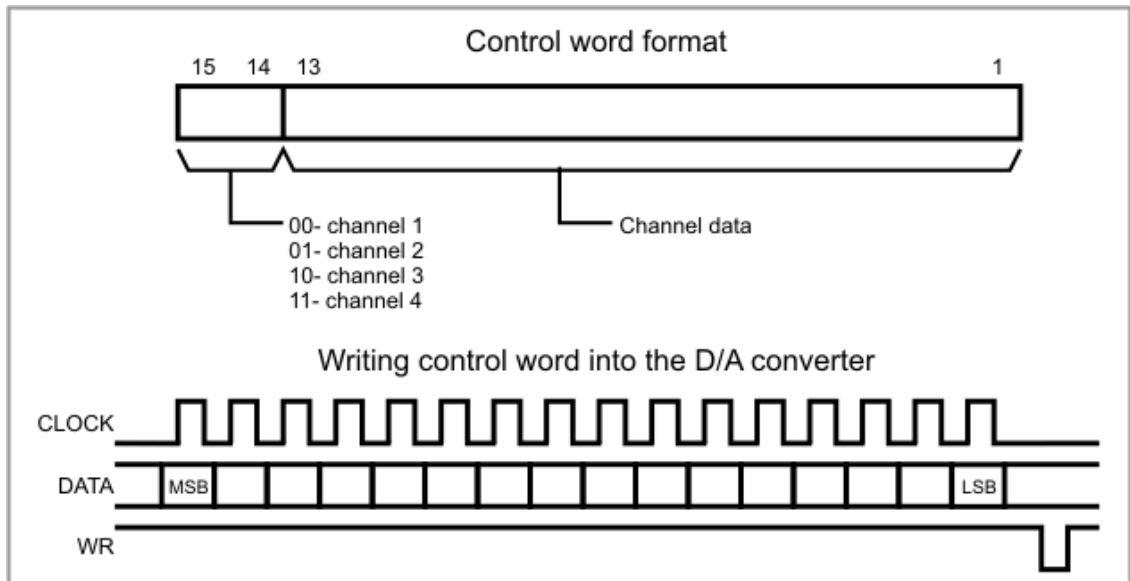 Control word format
15 14 13 1
00- channel 1
Channel data
01- channel 2
10- channel 3
11- channel 4
Writing control word into the D/A converter
CLOCK
DATA MSB LSB
WR